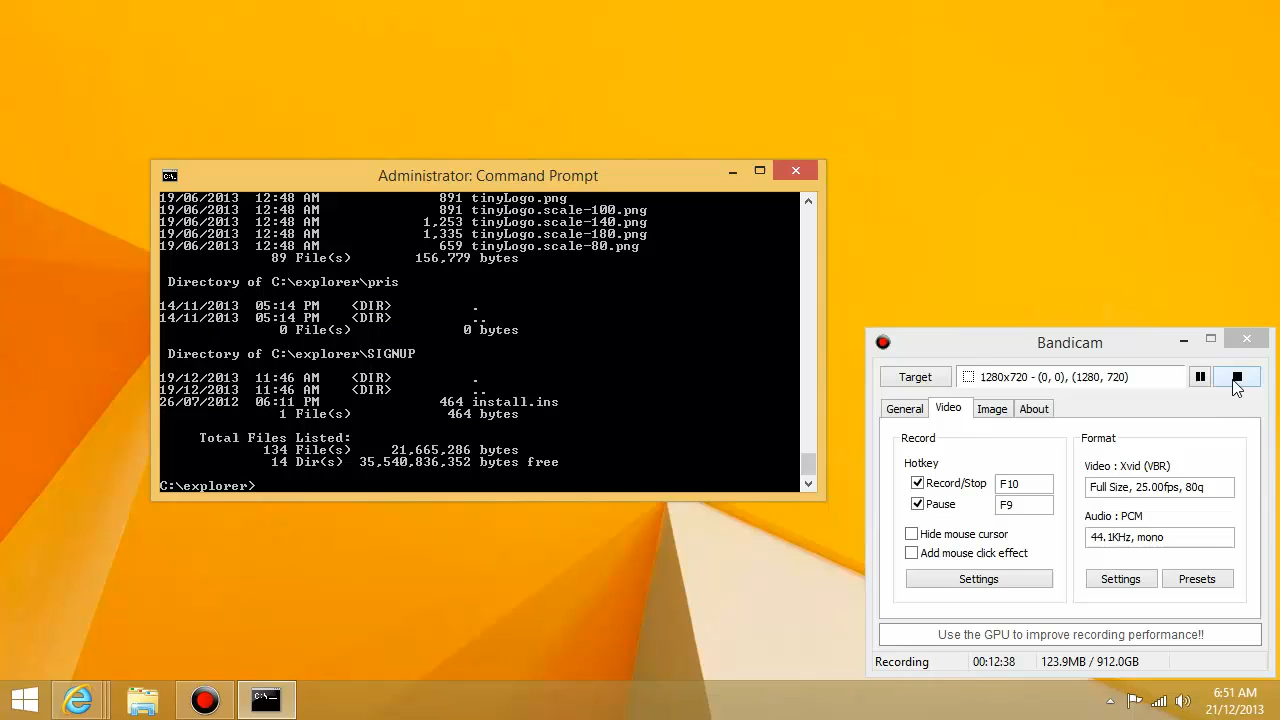 Administrator: Command Prompt
19/06/2013  12:48 AM               891 tinyLogo.png
19/06/2013  12:48 AM               891 tinyLogo.scale-100.png
19/06/2013  12:48 AM             1,253 tinyLogo.scale-140.png
19/06/2013  12:48 AM             1,335 tinyLogo.scale-180.png
19/06/2013  12:48 AM               659 tinyLogo.scale-80.png
89 File(s)        156,779 bytes
Directory of C:\explorer\pris
14/11/2013  05:14 PM    <DIR>          .
14/11/2013  05:14 PM    <DIR>          ..
0 File(s)              0 bytes
Directory of C:\explorer\SIGNUP
19/12/2013  11:46 AM    <DIR>          .
19/12/2013  11:46 AM    <DIR>          ..
26/07/2012  06:11 PM               464 install.ins
1 File(s)            464 bytes
Total Files Listed:
134 File(s)     21,665,286 bytes
14 Dir(s)  35,540,836,352 bytes free
C:\explorer>
Bandicam
Target
1280x720 - (0, 0), (1280, 720)
General Video Image About
Record
Hotkey
Record/Stop F10
Pause F9
Hide mouse cursor
Add mouse click effect
Settings
Format
Video : Xvid (VBR)
Full Size, 25.00fps, 80q
Audio : PCM
44.1KHz, mono
Settings Presets
Use the GPU to improve recording performance!!
Recording 00:12:38 123.9MB / 912.0GB
6:51 AM
21/12/2013